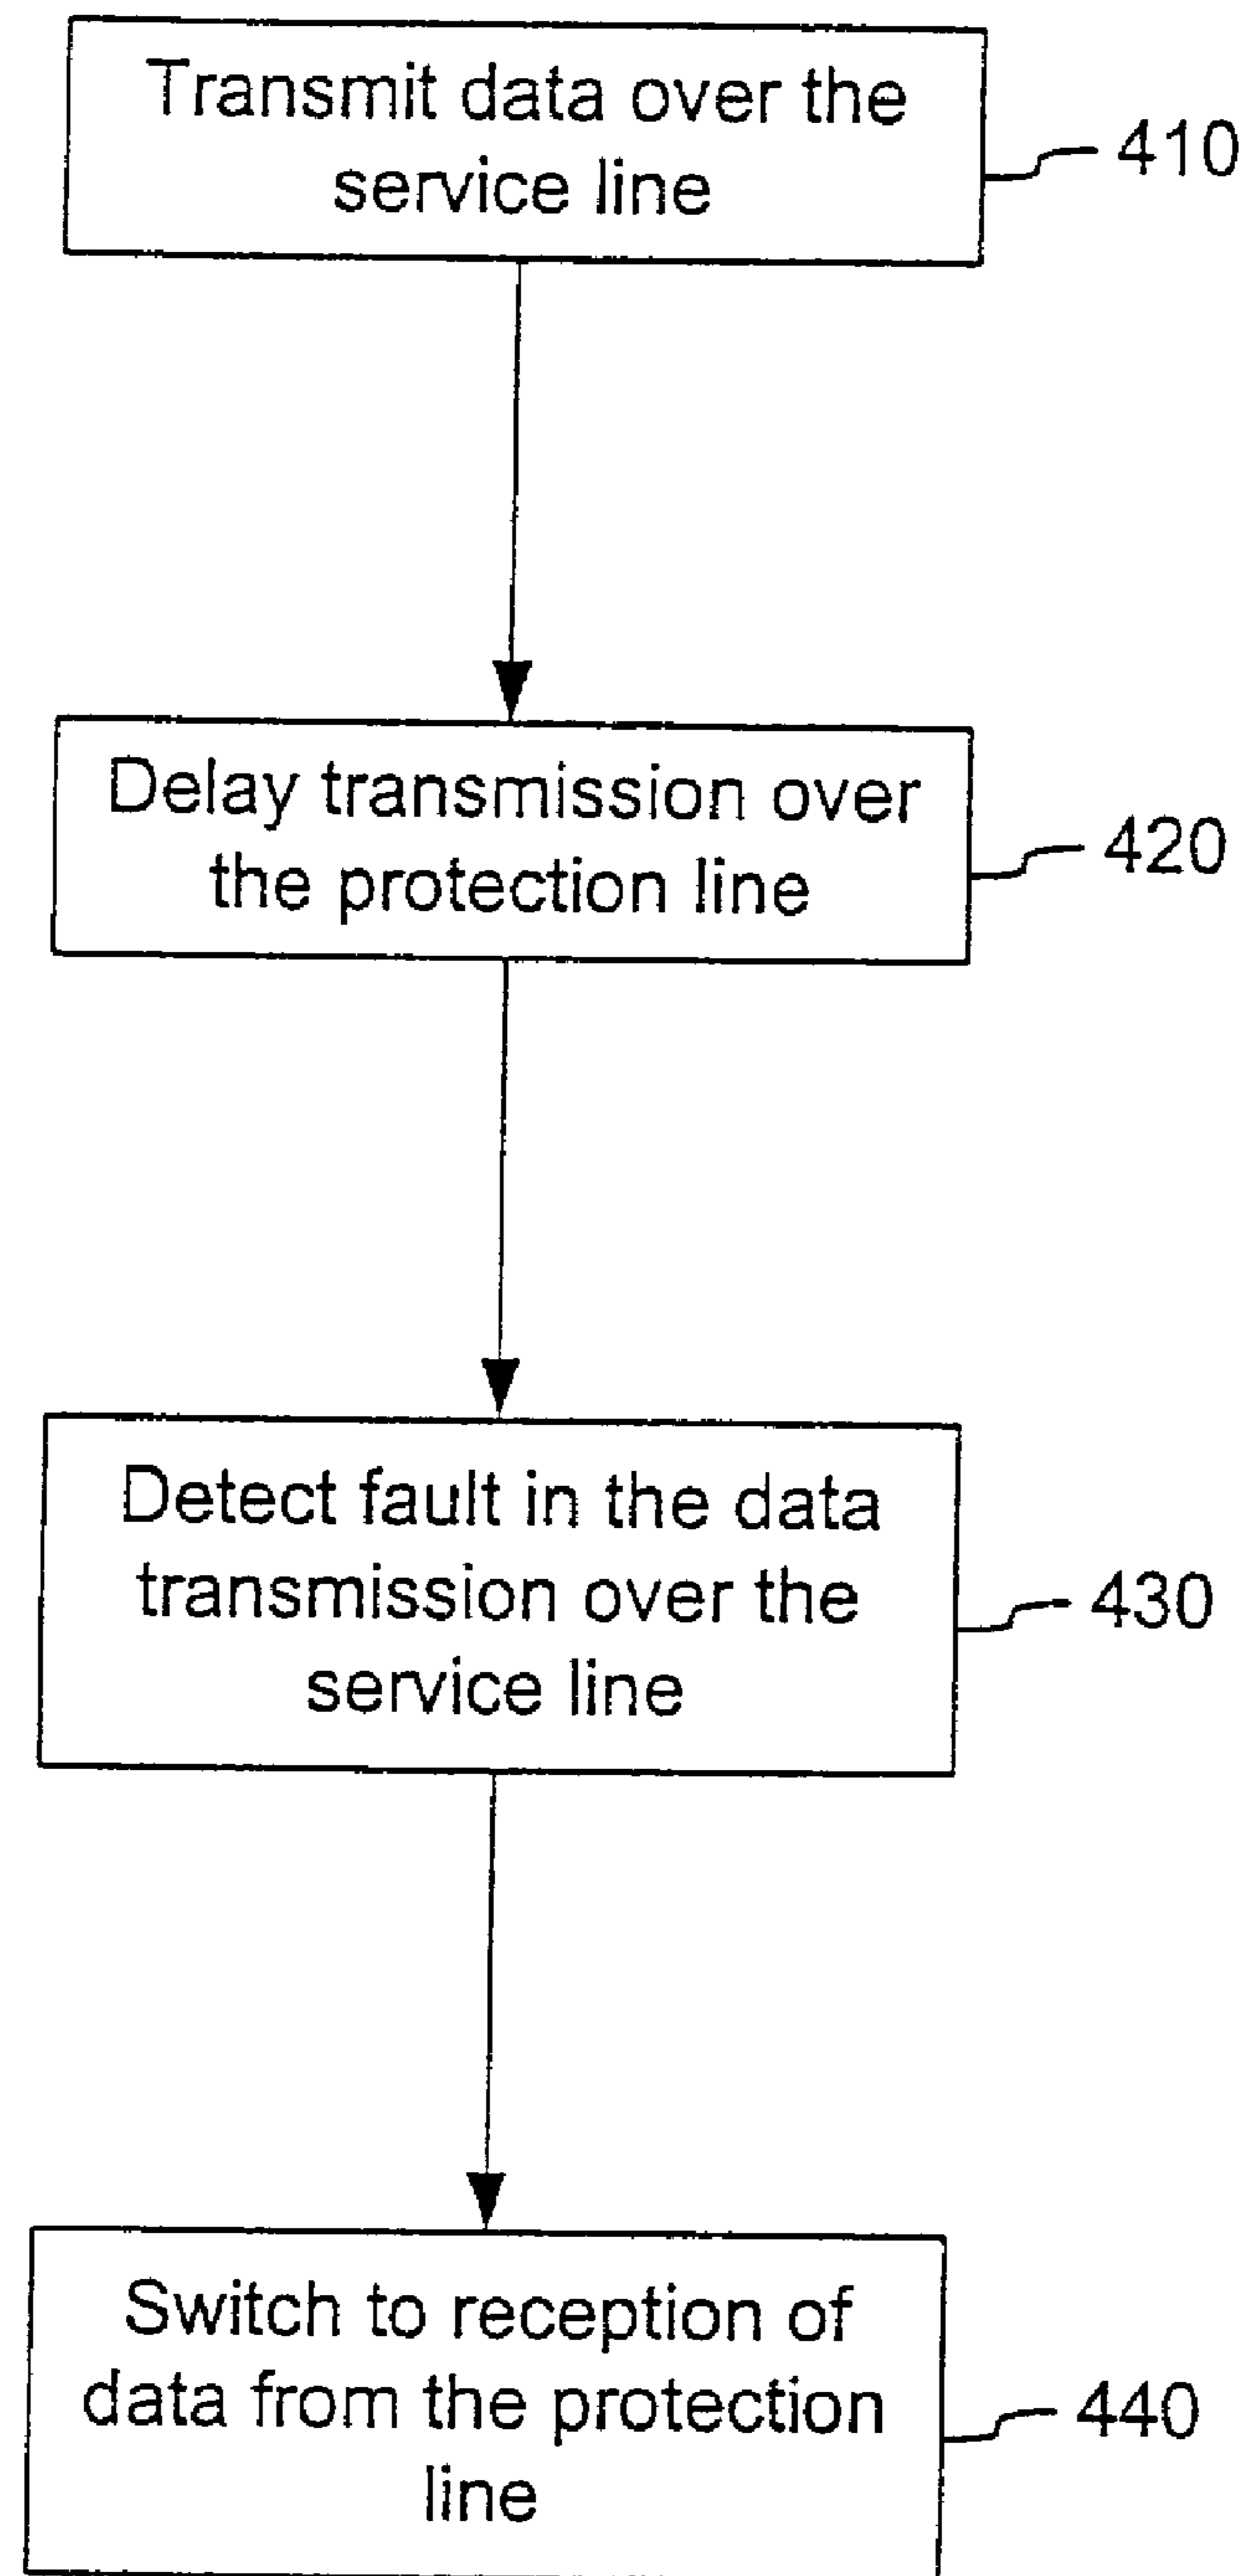 Transmit data over the
service line
410
Delay transmission over
the protection line
420
Detect fault in the data
transmission over the
service line
430
Switch to reception of
data from the protection
line
440